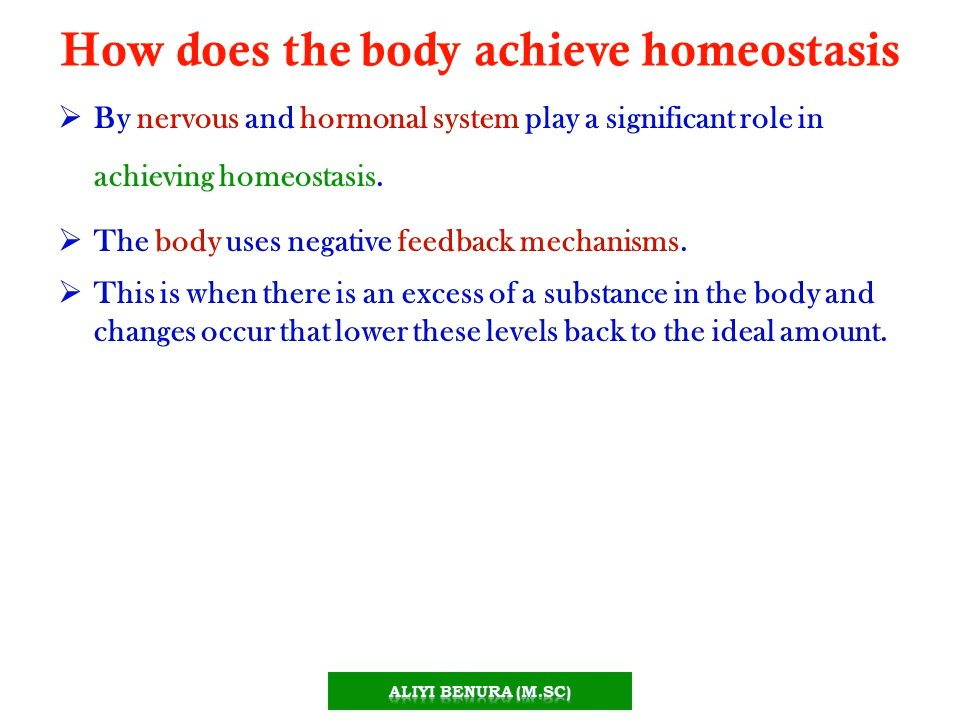 How does the body achieve homeostasis
➢ By nervous and hormonal system play a significant role in
achieving homeostasis.
➢ The body uses negative feedback mechanisms.
➢ This is when there is an excess of a substance in the body and
changes occur that lower these levels back to the ideal amount.
ALIYI BENURA (M.SC)